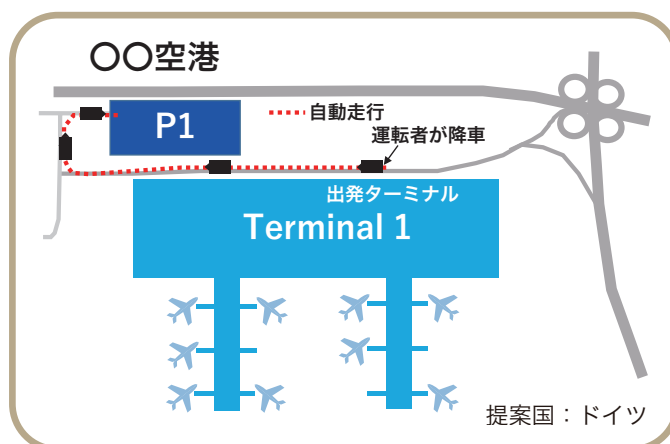 〇〇空港
P1
自動走行
運転者が降車
出発ターミナル
Terminal 1
提案国：ドイツ